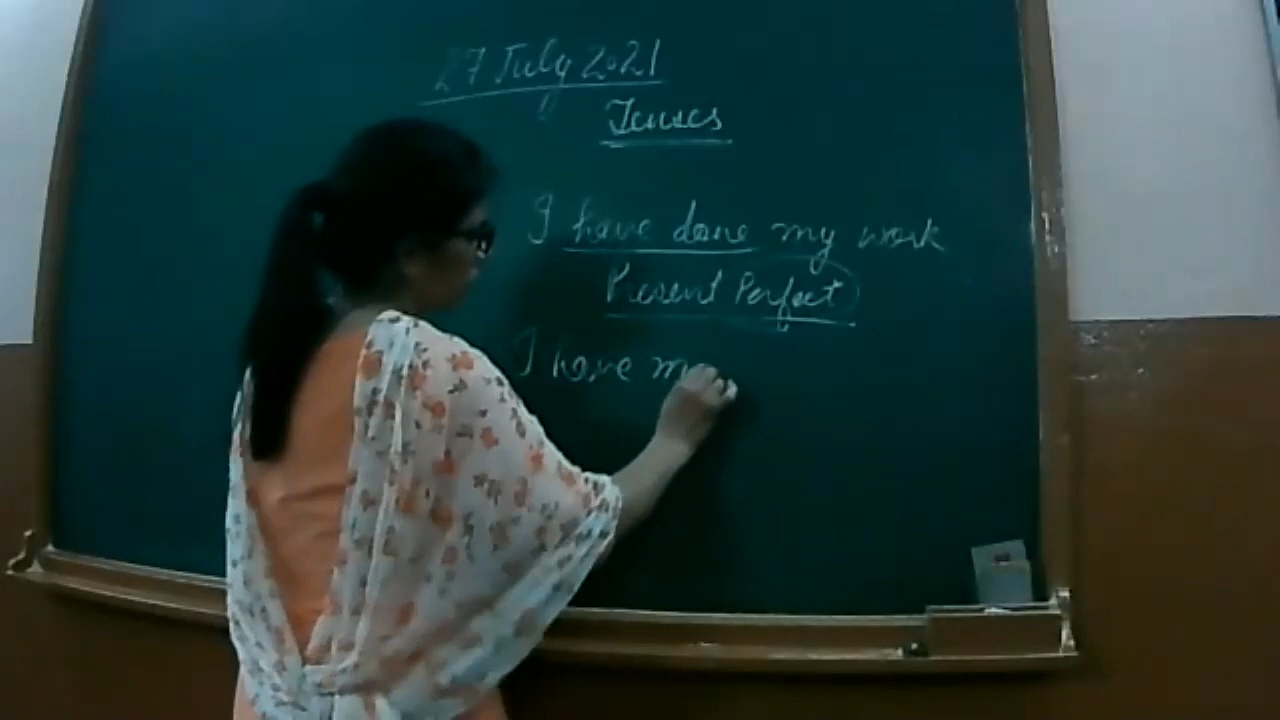 27 July 2021
Tenses
I have done my work
Present Perfect
I have m